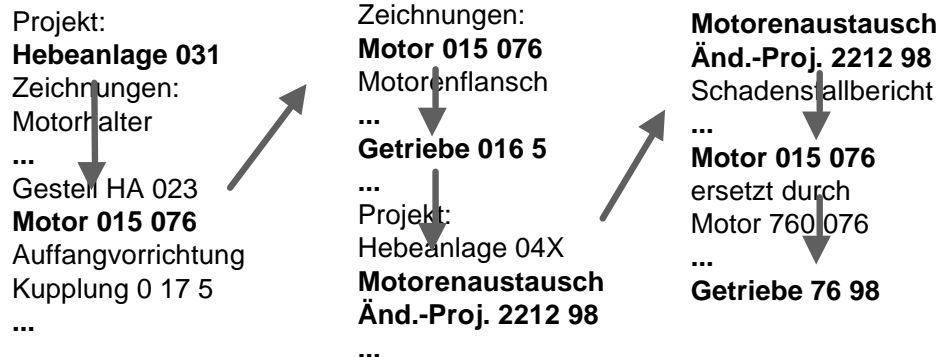 Projekt:
Hebeanlage 031
Zeichnungen:
Motorhalter
...
Gestell HA 023
Motor 015 076
Auffangvorrichtung
Kupplung 0 17 5
...
Zeichnungen:
Motor 015 076
Motorenflansch
...
Getriebe 016 5
...
Projekt:
Hebeanlage 04X
Motorenaustausch
Änd.-Proj. 2212 98
...
Motorenaustausch
Änd.-Proj. 2212 98
Schadensfallbericht
...
Motor 015 076
ersetzt durch
Motor 760 076
...
Getriebe 76 98